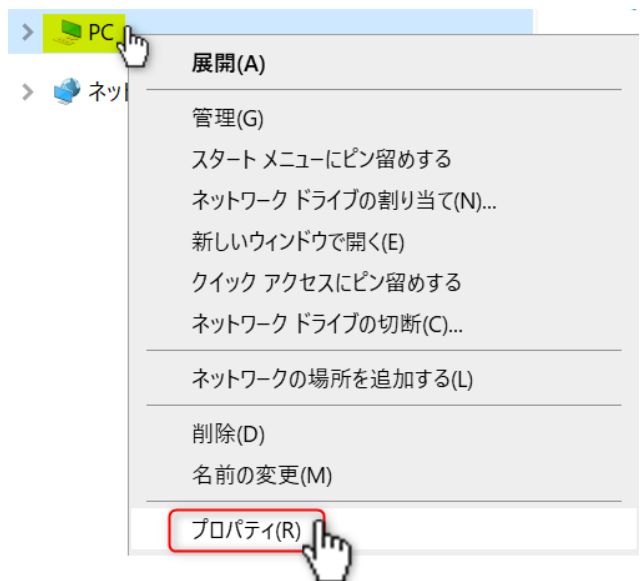 PC
展開(A)
ネット
管理(G)
スタート メニューにピン留めする
ネットワーク ドライブの割り当て(N)...
新しいウィンドウで開く(E)
クイック アクセスにピン留めする
ネットワーク ドライブの切断(C)...
ネットワークの場所を追加する(L)
削除(D)
名前の変更(M)
プロパティ(R)